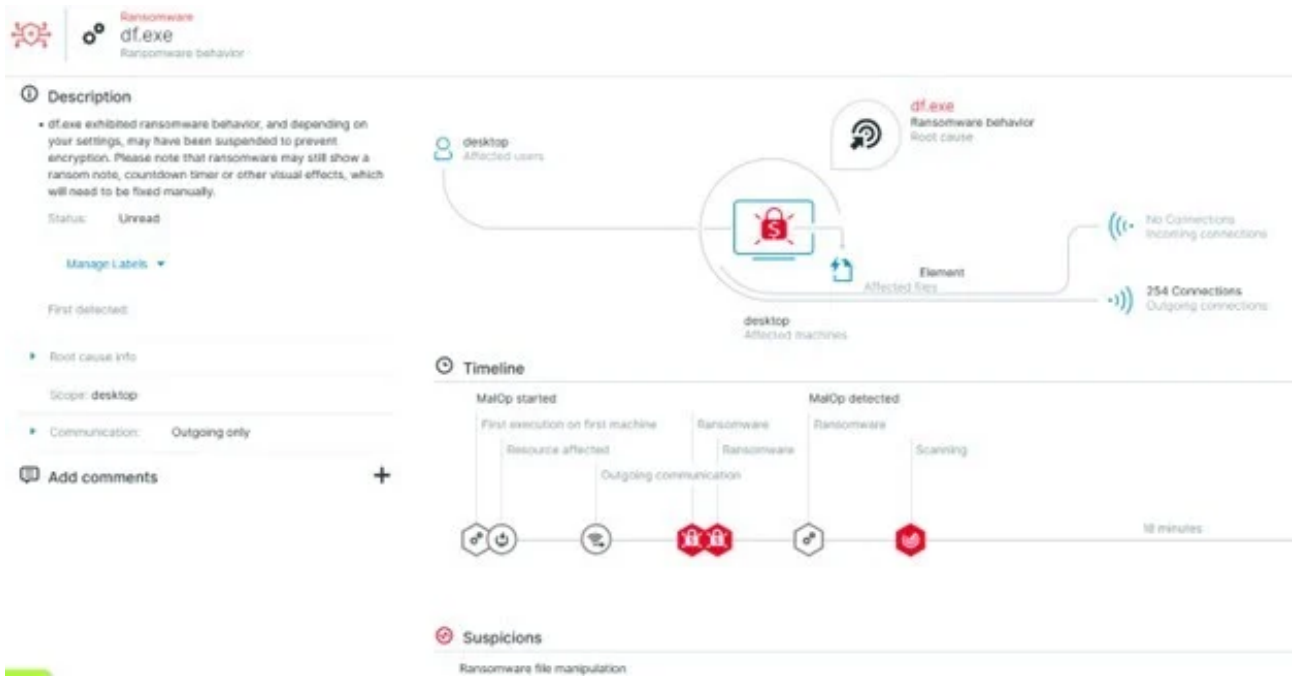 Ransomware
df.exe
Ransomware behavior
Description
• df.exe exhibited ransomware behavior, and depending on
your settings, may have been suspended to prevent
encryption. Please note that ransomware may still show a
ransom note, countdown timer or other visual effects, which
will need to be fixed manually.
Status: Unread
Manage Labels
First detected:
Root cause info
Scope: desktop
Communication: Outgoing only
Add comments +
desktop
Affected users
df.exe
Ransomware behavior
Root cause
Element
Affected files
desktop
Affected machines
No Connections
Incoming connections
254 Connections
Outgoing connections
Timeline
MalOp started
MalOp detected
First execution on first machine
Ransomware
Ransomware
Resource affected
Ransomware
Scanning
Outgoing communication
18 minutes
Suspicions
Ransomware file manipulation